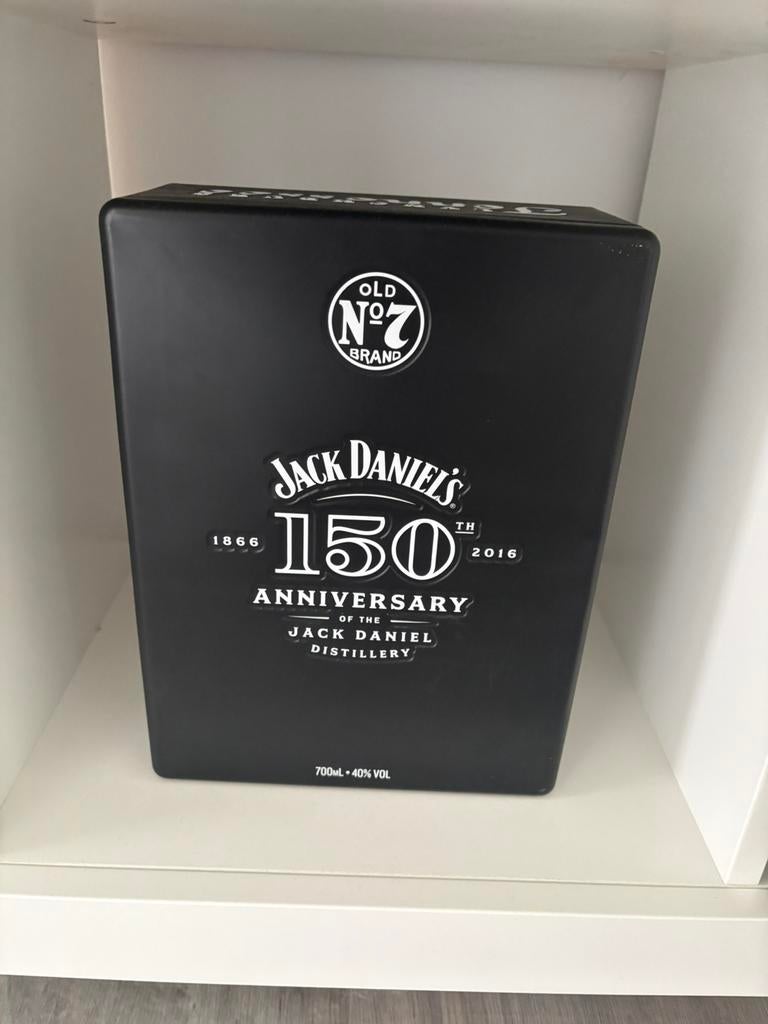 OLD
Nº7
BRAND
JACK DANIEL'S
150TH
1866
2016
ANNIVERSARY
OF THE
JACK DANIEL
DISTILLERY
700mL • 40% VOL